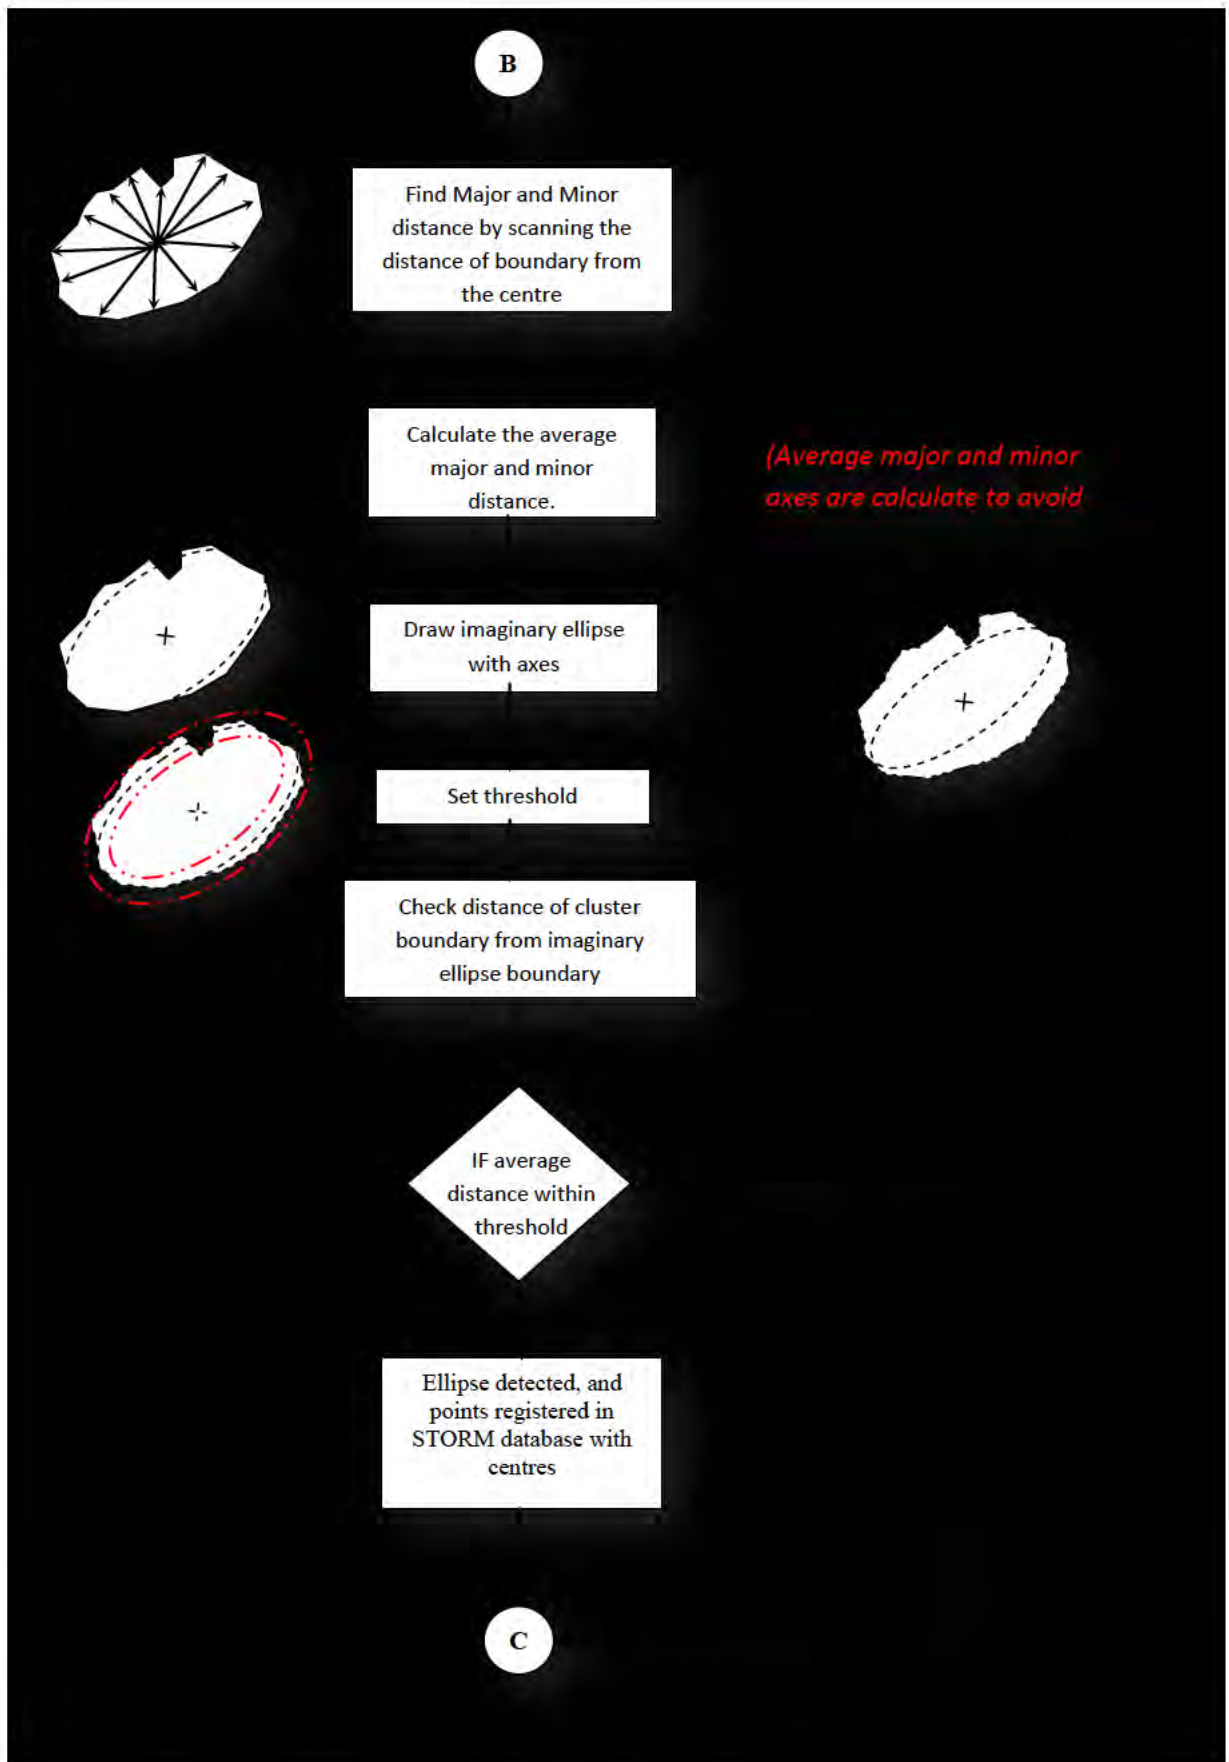 B
Find Major and Minor
distance by scanning the
distance of boundary from
the centre
Calculate the average
major and minor
distance.
(Average major and minor
axes are calculate to avoid
Draw imaginary ellipse
with axes
Set threshold
Check distance of cluster
boundary from imaginary
ellipse boundary
IF average
distance within
threshold
Ellipse detected, and
points registered in
STORM database with
centres
C